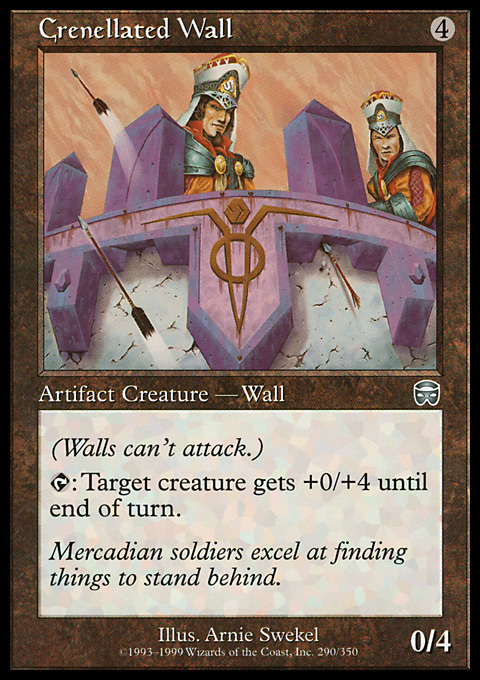 Crenellated Wall
4
Artifact Creature — Wall
(Walls can't attack.)
: Target creature gets +0/+4 until
end of turn.
Mercadian soldiers excel at finding
things to stand behind.
Illus. Arnie Swekel
©1993–1999 Wizards of the Coast, Inc. 290/350
0/4